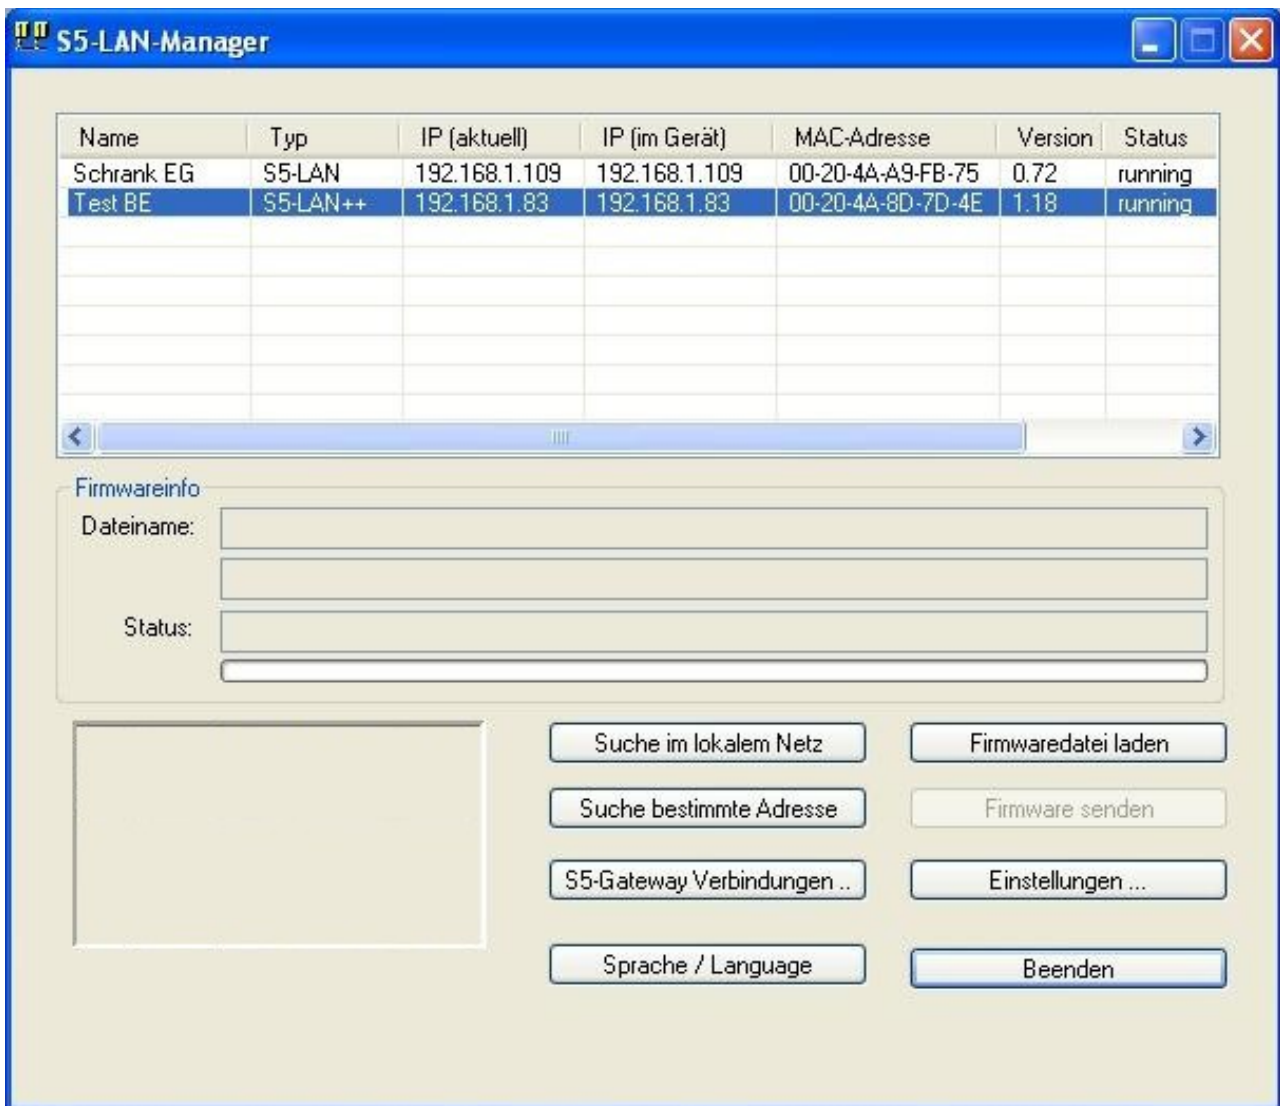 S5-LAN-Manager
Name Typ IP (aktuell) IP (im Gerät) MAC-Adresse Version Status
Schrank EG S5-LAN 192.168.1.109 192.168.1.109 00-20-4A-A9-FB-75 0.72 running
Test BE S5-LAN++ 192.168.1.83 192.168.1.83 00-20-4A-8D-7D-4E 1.18 running
Firmwareinfo
Dateiname:
Status:
Suche im lokalem Netz Firmwaredatei laden
Suche bestimmte Adresse Firmware senden
S5-Gateway Verbindungen .. Einstellungen ...
Sprache / Language Beenden